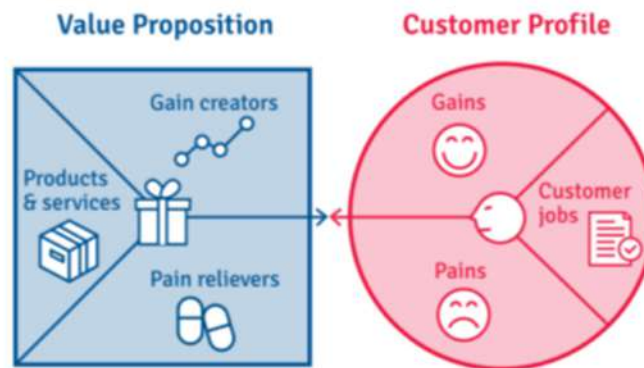 Value Proposition
Customer Profile
Gain creators
Products
& services
Pain relievers
Gains
Customer
jobs
Pains